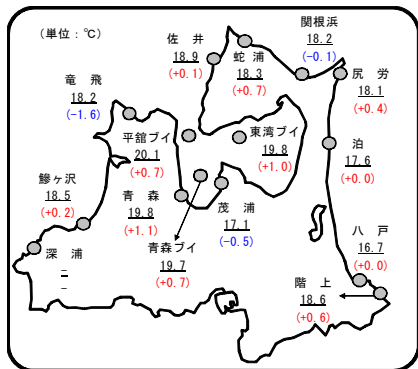 (単位：℃)
関根浜
18.2
(-0.1)
佐 井
18.9
(+0.1)
蛇 浦
18.3
(+0.7)
尻 労
18.1
(+0.4)
竜 飛
18.2
(-1.6)
平舘ブイ
20.1
(+0.7)
東湾ブイ
19.8
(+1.0)
泊
17.6
(+0.0)
鰺ヶ沢
18.5
(+0.2)
青 森
19.8
(+1.1)
茂 浦
17.1
(-0.5)
深 浦
－
－
青森ブイ
19.7
(+0.7)
八 戸
16.7
(+0.0)
階 上
18.6
(+0.6)